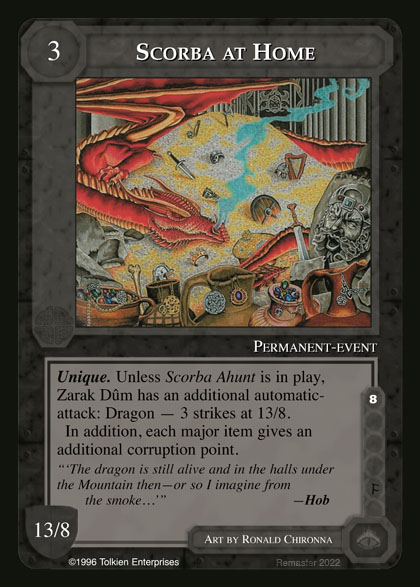 3
SCORBA AT HOME
PERMANENT-EVENT
Unique. Unless Scorba Ahunt is in play,
Zarak Dûm has an additional automatic-
attack: Dragon — 3 strikes at 13/8.
In addition, each major item gives an
additional corruption point.
8
“‘The dragon is still alive and in the halls under
the Mountain then—or so I imagine from
the smoke…’”
—Hob
13/8
ART BY RONALD CHIRONNA
©1996 Tolkien Enterprises
Remaster 2022